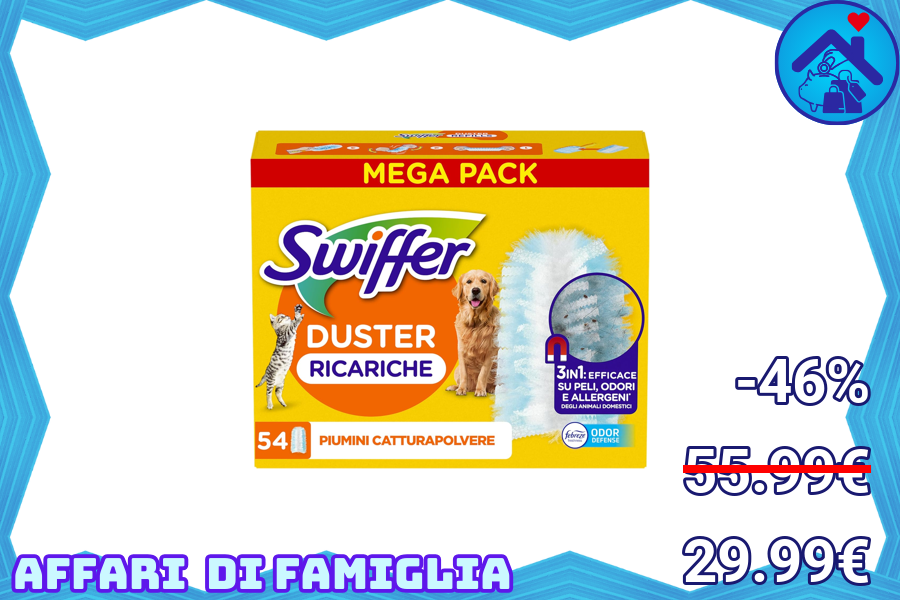 Swiffer
MEGA PACK
Swiffer
DUSTER
RICARICHE
3IN1: EFFICACE
SU PELI, ODORI
E ALLERGENI*
DEGLI ANIMALI DOMESTICI
54
PIUMINI CATTURAPOLVERE
febreze
ODOR
DEFENSE
-46%
55.99€
29.99€
AFFARI DI FAMIGLIA